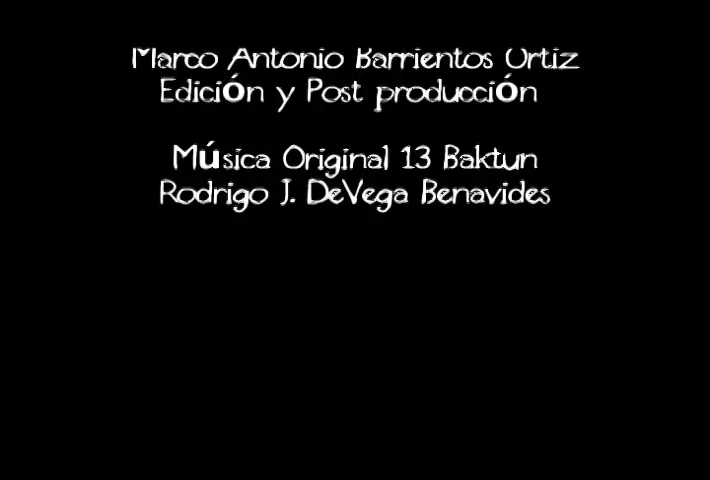 Marco Antonio Barrientos Ortiz
Edición y Post producción
Música Original 13 Baktun
Rodrigo J. DeVega Benavides